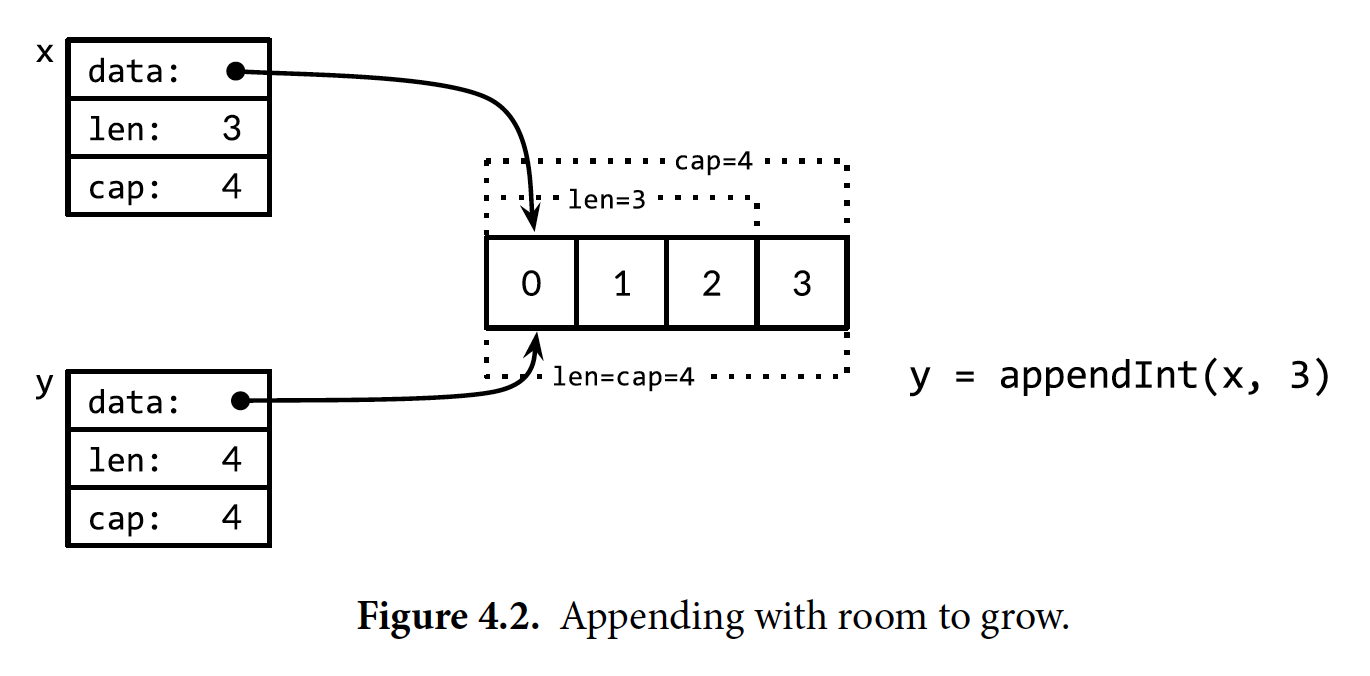 x
data:
len: 3
cap: 4
cap=4
len=3
0 1 2 3
len=cap=4
y
data:
len: 4
cap: 4
y = appendInt(x, 3)
Figure 4.2. Appending with room to grow.